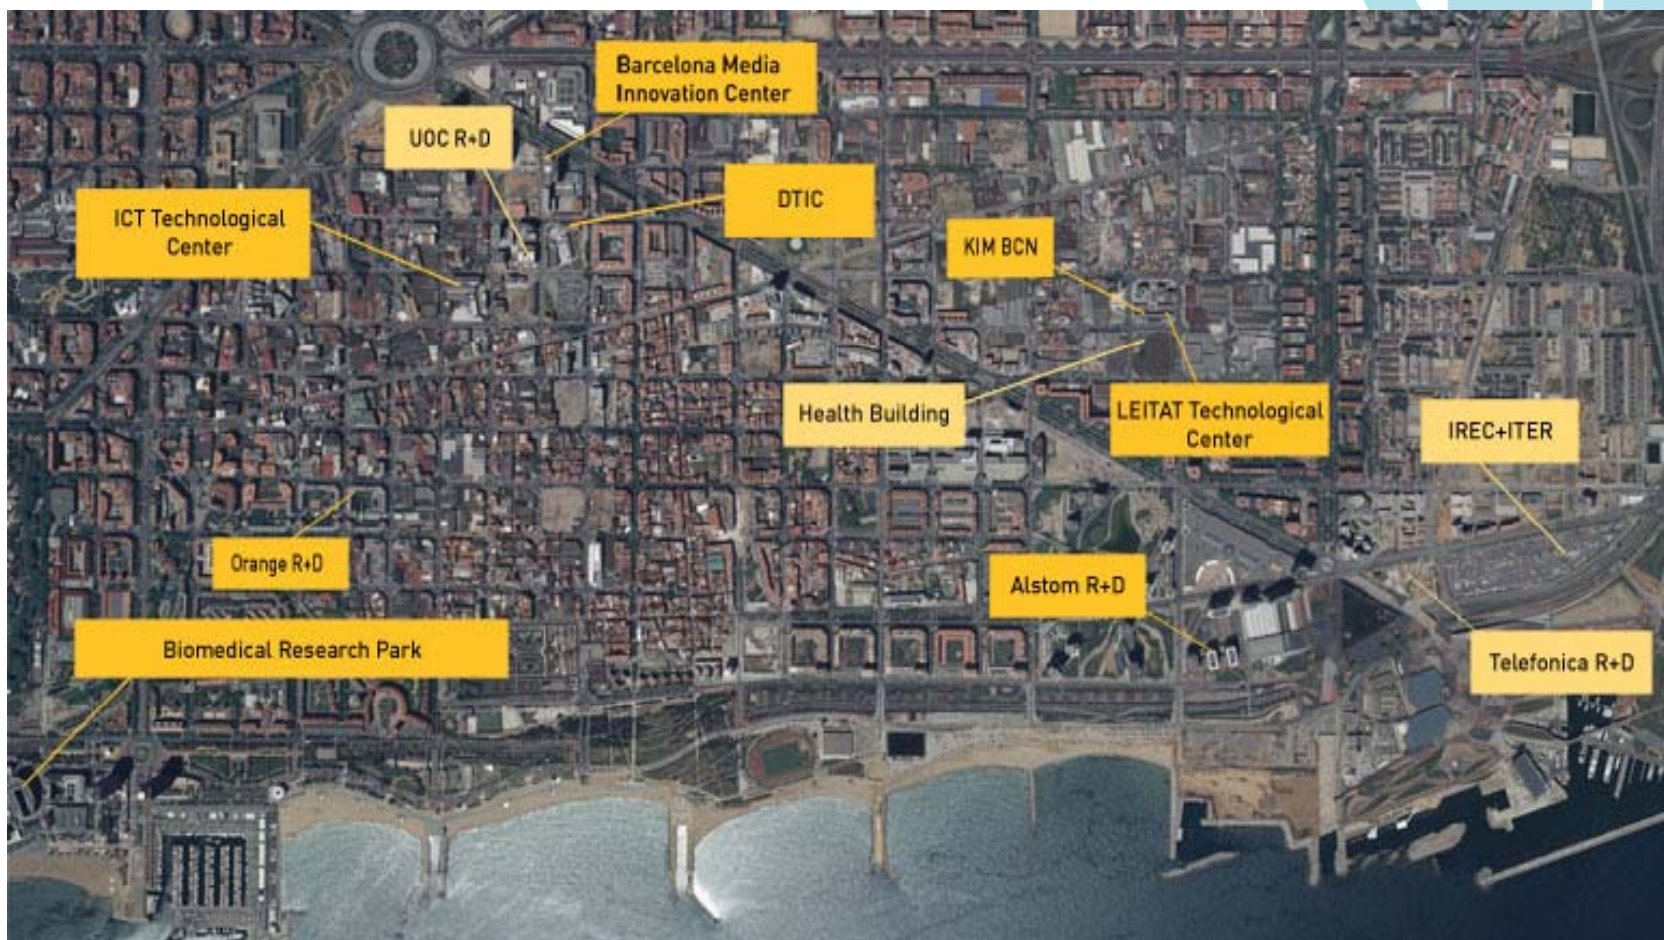 Barcelona Media
Innovation Center
UOC R+D
DTIC
ICT Technological
Center
KIM BCN
Health Building
LEITAT Technological
Center
IREC+ITER
Orange R+D
Alstom R+D
Biomedical Research Park
Telefonica R+D